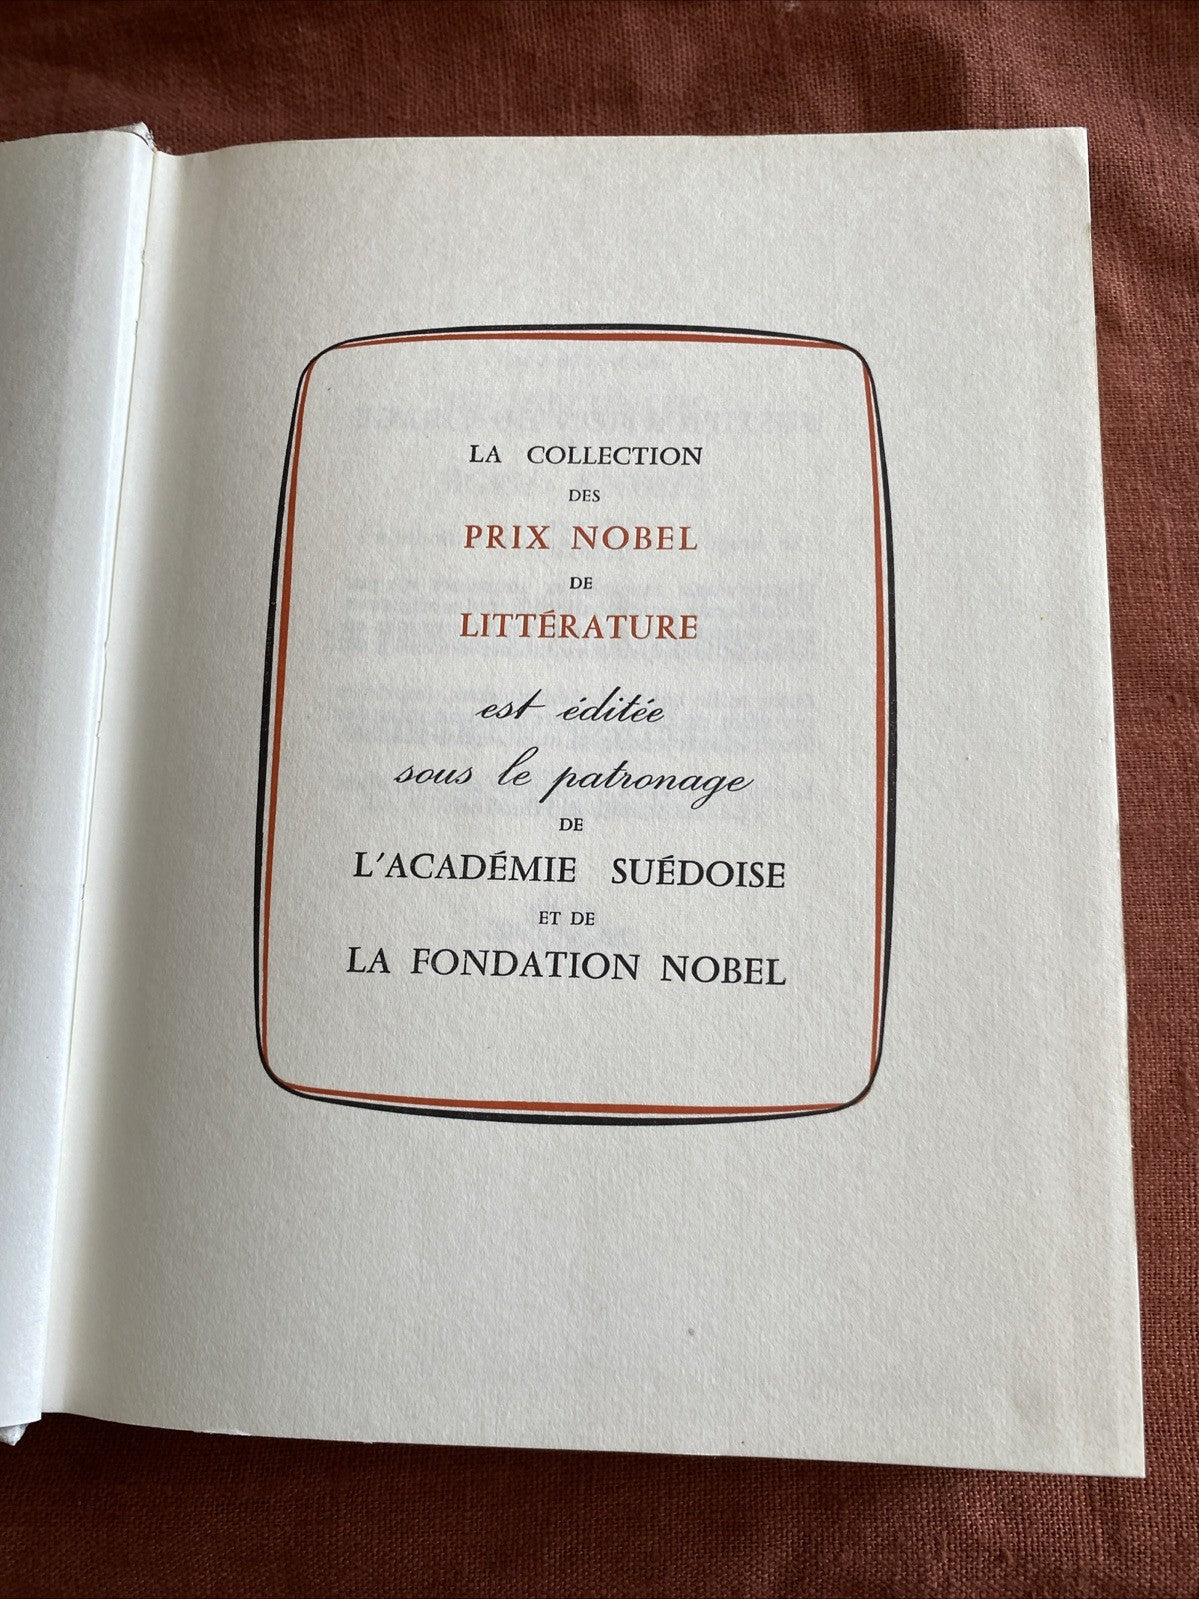 LA COLLECTION
DES
PRIX NOBEL
DE
LITTÉRATURE
est éditée
sous le patronage
DE
L'ACADÉMIE SUÉDOISE
ET DE
LA FONDATION NOBEL